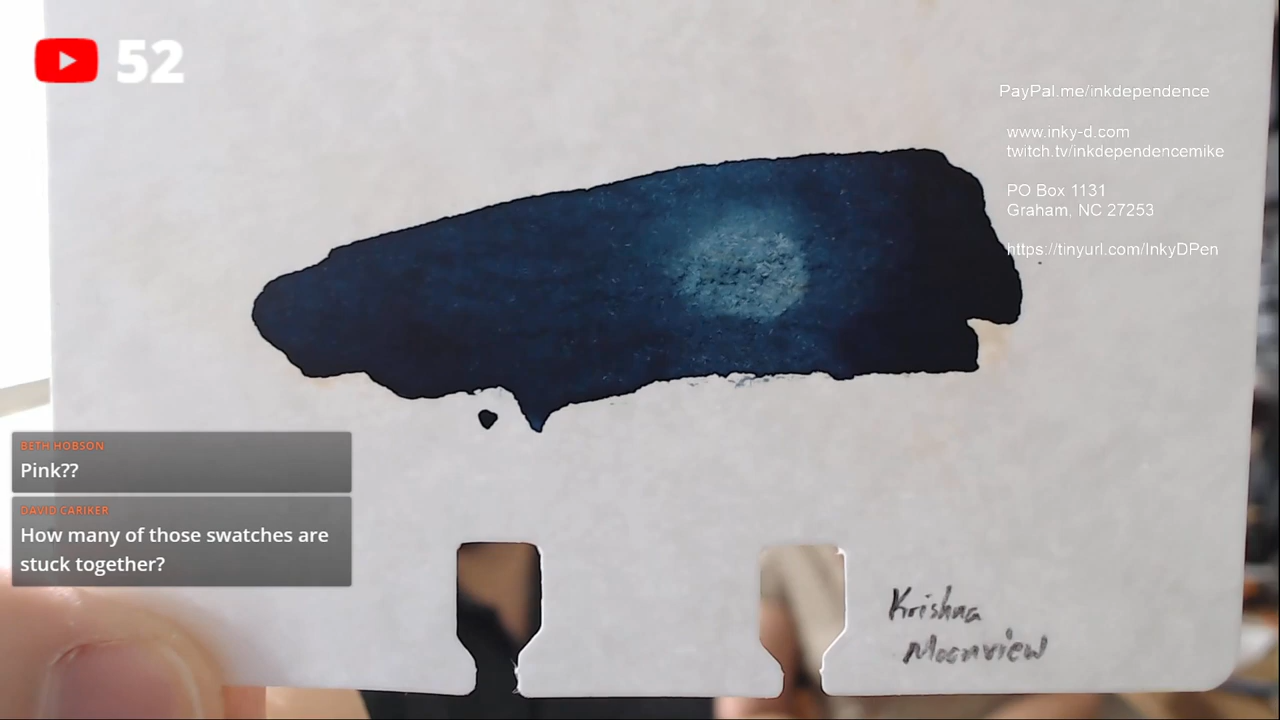 52
PayPal.me/inkdependence
www.inky-d.com
twitch.tv/inkdependencemike
PO Box 1131
Graham, NC 27253
https://tinyurl.com/InkyDPen
BETH HOBSON
Pink??
DAVID CARIKER
How many of those swatches are
stuck together?
Krishna
Moonview